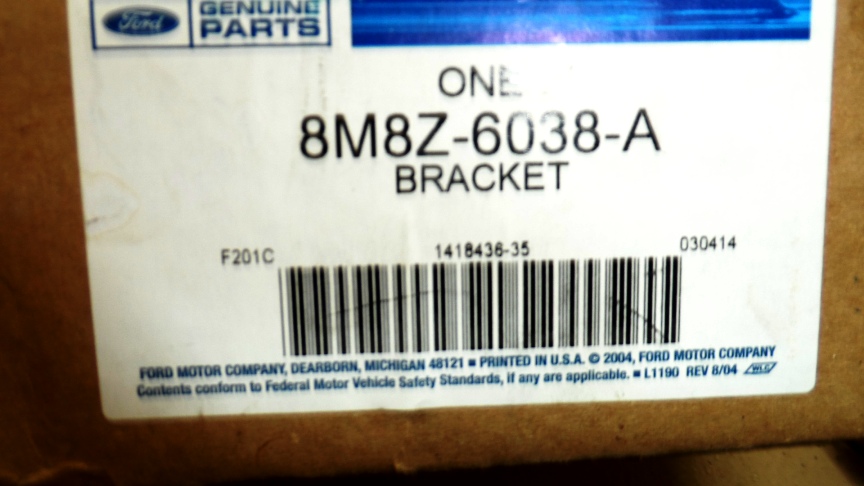 Ford GENUINE
PARTS
ONE
8M8Z-6038-A
BRACKET
F201C 1418436-35 030414
FORD MOTOR COMPANY, DEARBORN, MICHIGAN 48121 ■ PRINTED IN U.S.A. © 2004, FORD MOTOR COMPANY
Contents conform to Federal Motor Vehicle Safety Standards, if any are applicable. ■ L1190 REV 8/04 WLC